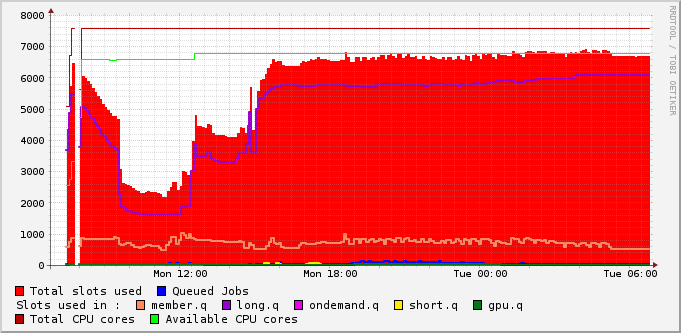 8000
7000
6000
5000
4000
3000
2000
1000
0
Mon 12:00 Mon 18:00 Tue 00:00 Tue 06:00
RRDTOOL / TOBI OETIKER
Total slots used Queued Jobs
Slots used in : member.q long.q ondemand.q short.q gpu.q
Total CPU cores Available CPU cores